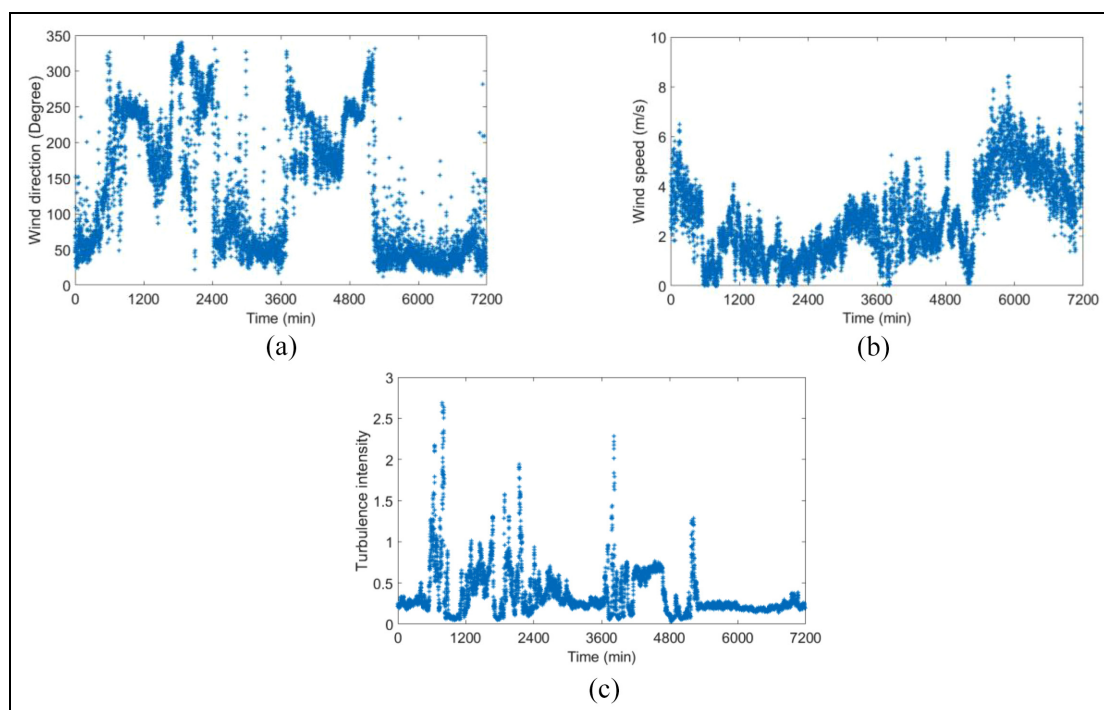 350
300
250
200
150
100
50
0
Wind direction (Degree)
0 1200 2400 3600 4800 6000 7200
Time (min)
(a)
10
8
6
4
2
0
Wind speed (m/s)
0 1200 2400 3600 4800 6000 7200
Time (min)
(b)
3
2.5
2
1.5
1
0.5
0
Turbulence intensity
0 1200 2400 3600 4800 6000 7200
Time (min)
(c)